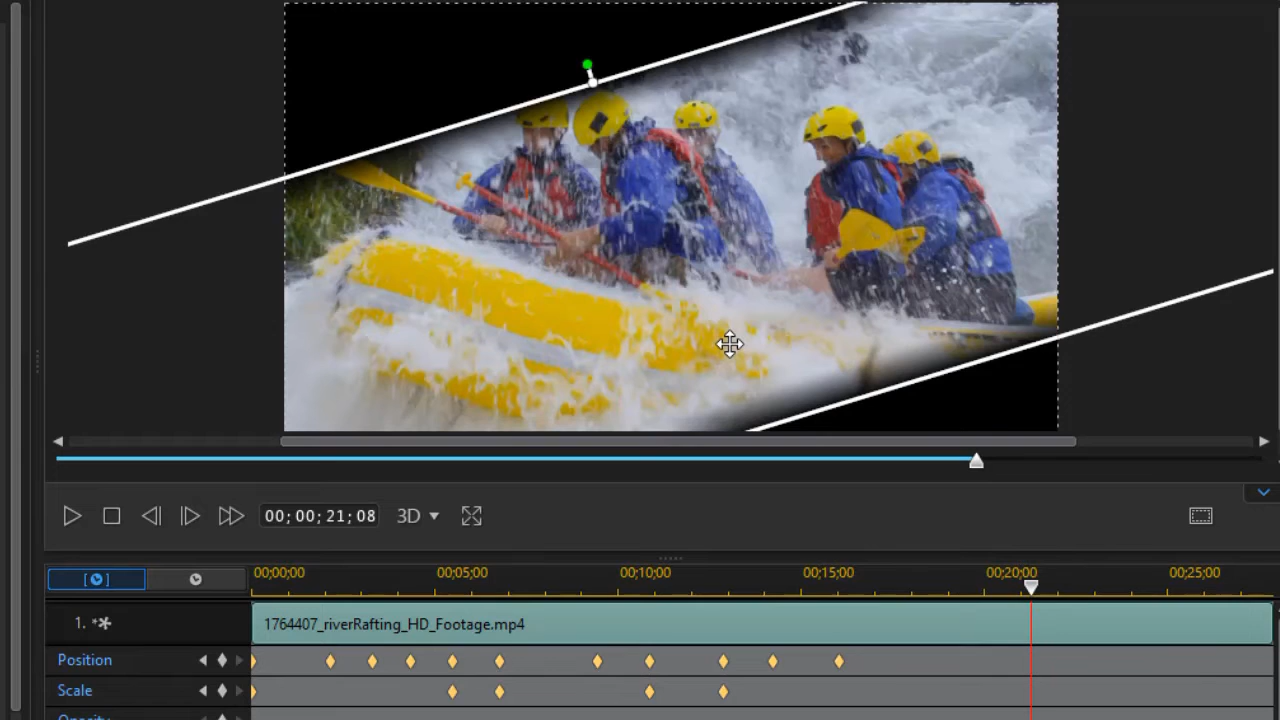 00;00;21;08
3D
00;00;00
00;05;00
00;10;00
00;15;00
00;20;00
00;25;00
1. *
1764407_riverRafting_HD_Footage.mp4
Position
Scale
Opacity